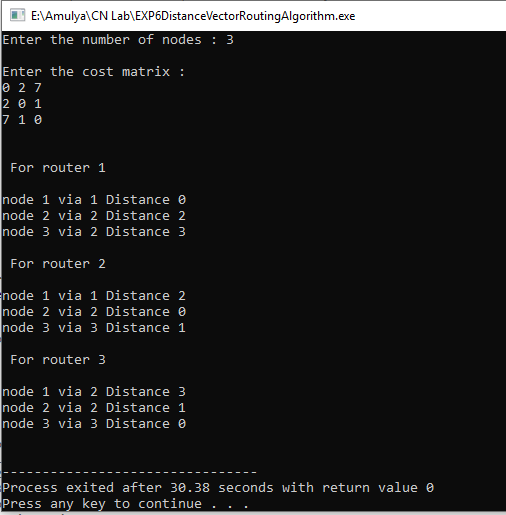 E:\Amulya\CN Lab\EXP6DistanceVectorRoutingAlgorithm.exe
Enter the number of nodes : 3
Enter the cost matrix :
0 2 7
2 0 1
7 1 0
For router 1
node 1 via 1 Distance 0
node 2 via 2 Distance 2
node 3 via 2 Distance 3
For router 2
node 1 via 1 Distance 2
node 2 via 2 Distance 0
node 3 via 3 Distance 1
For router 3
node 1 via 2 Distance 3
node 2 via 2 Distance 1
node 3 via 3 Distance 0
--------------------------------
Process exited after 30.38 seconds with return value 0
Press any key to continue . . .